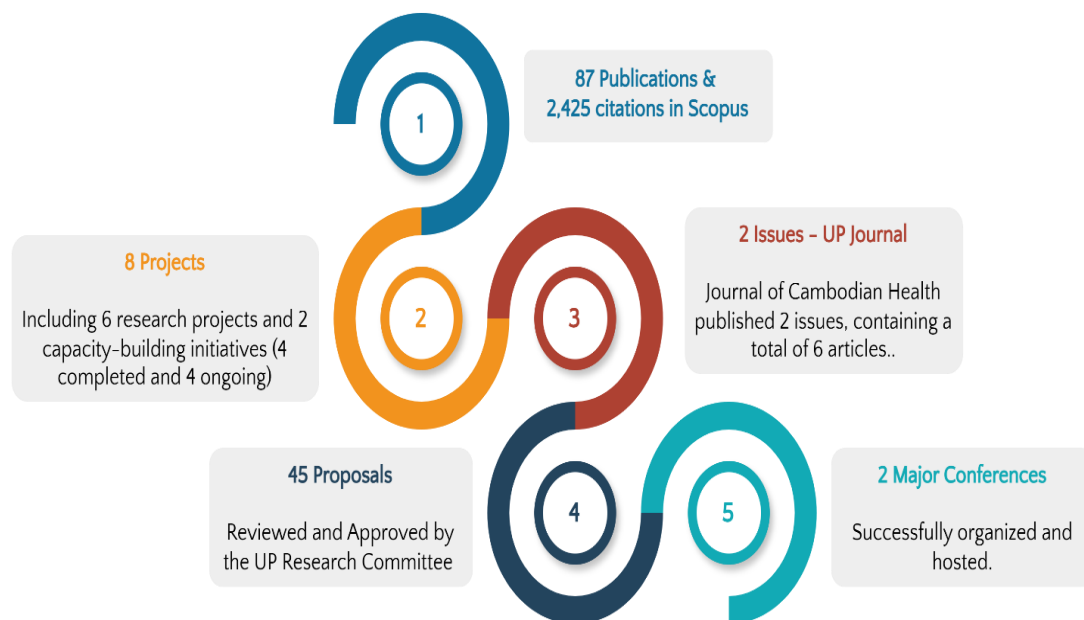 1
87 Publications &
2,425 citations in Scopus
8 Projects
Including 6 research projects and 2
capacity-building initiatives (4
completed and 4 ongoing)
2
3
2 Issues – UP Journal
Journal of Cambodian Health
published 2 issues, containing a
total of 6 articles..
45 Proposals
Reviewed and Approved by
the UP Research Committee
4
5
2 Major Conferences
Successfully organized and
hosted.